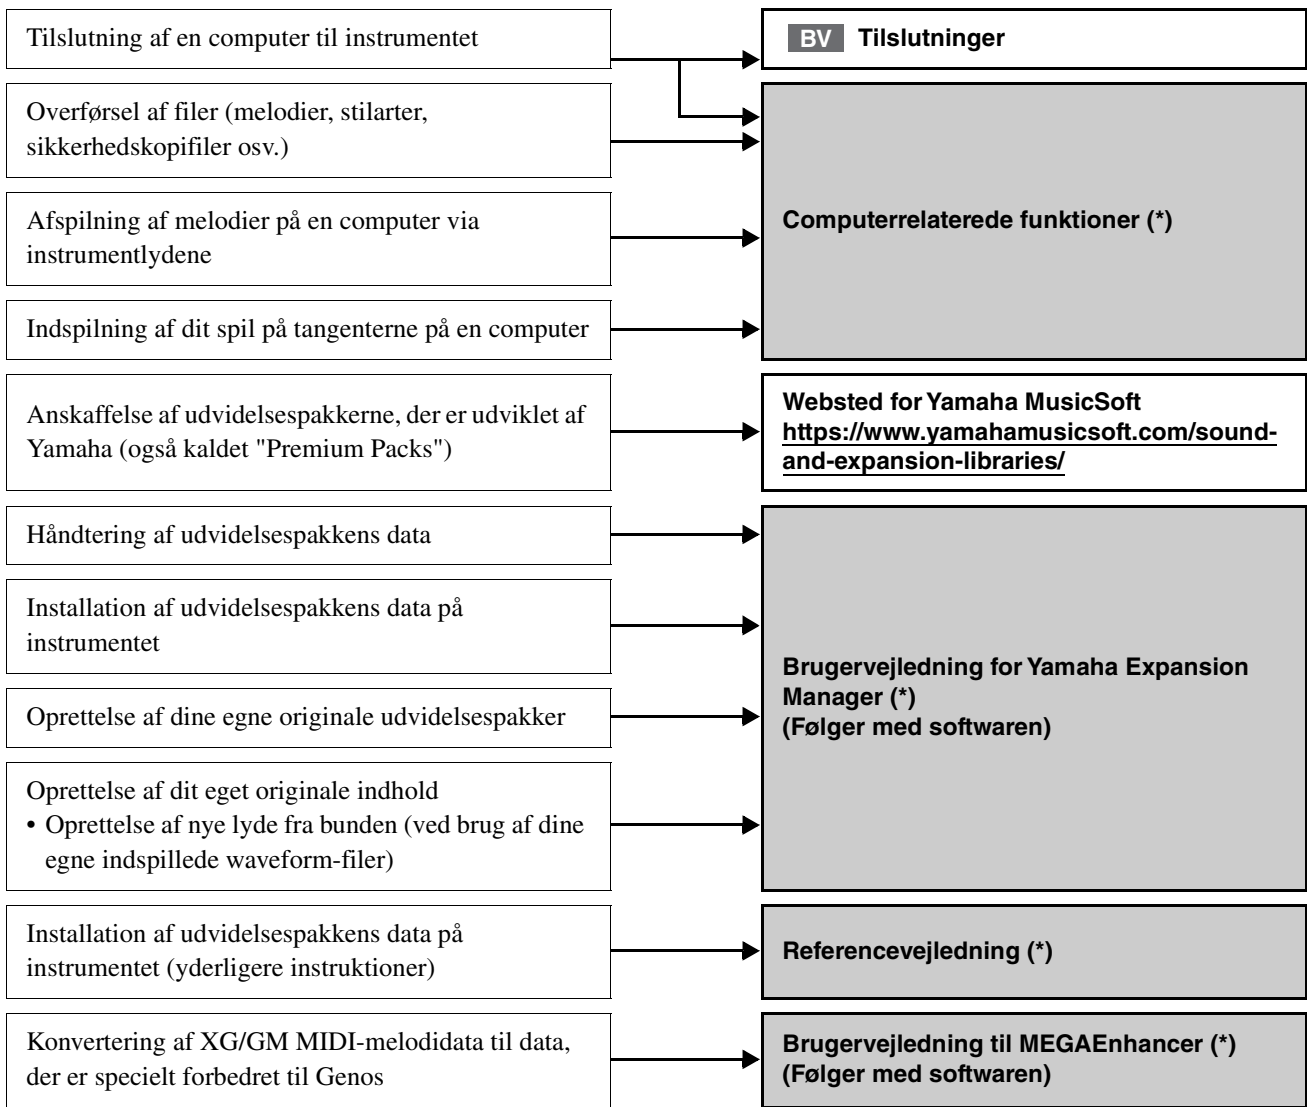 Tilslutning af en computer til instrumentet
BV Tilslutninger
Overførsel af filer (melodier, stilarter,
sikkerhedskopifiler osv.)
Afspilning af melodier på en computer via
instrumentlydene
Indspilning af dit spil på tangenterne på en computer
Computerrelaterede funktioner (*)
Anskaffelse af udvidelsespakkerne, der er udviklet af
Yamaha (også kaldet "Premium Packs")
Websted for Yamaha MusicSoft
https://www.yamahamusicsoft.com/sound-
and-expansion-libraries/
Håndtering af udvidelsespakkens data
Installation af udvidelsespakkens data på
instrumentet
Oprettelse af dine egne originale udvidelsespakker
Oprettelse af dit eget originale indhold
• Oprettelse af nye lyde fra bunden (ved brug af dine
egne indspillede waveform-filer)
Brugervejledning for Yamaha Expansion
Manager (*)
(Følger med softwaren)
Installation af udvidelsespakkens data på
instrumentet (yderligere instruktioner)
Referencevejledning (*)
Konvertering af XG/GM MIDI-melodidata til data,
der er specielt forbedret til Genos
Brugervejledning til MEGAEnhancer (*)
(Følger med softwaren)